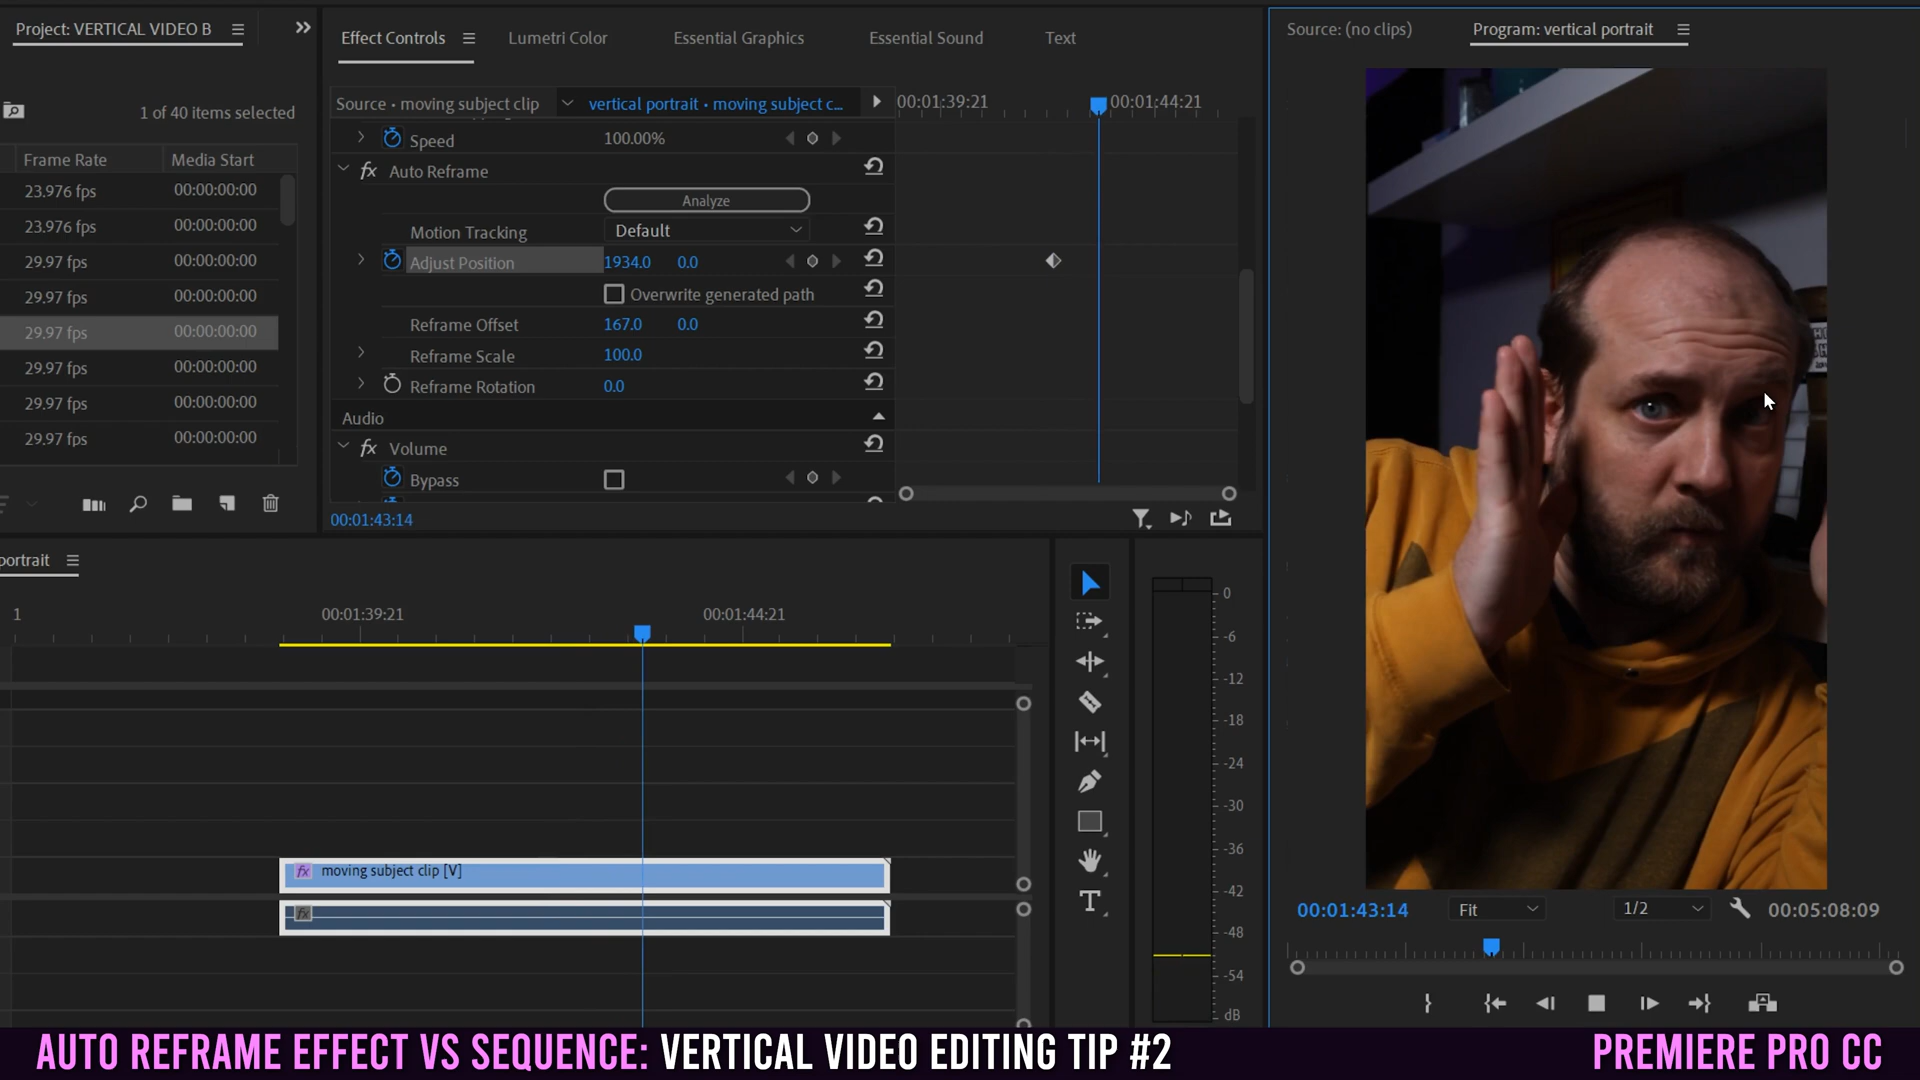 Project: VERTICAL VIDEO B
1 of 40 items selected
Frame Rate
Media Start
23.976 fps
00:00:00:00
23.976 fps
00:00:00:00
29.97 fps
00:00:00:00
29.97 fps
00:00:00:00
29.97 fps
00:00:00:00
29.97 fps
00:00:00:00
29.97 fps
00:00:00:00
29.97 fps
00:00:00:00
Effect Controls
Lumetri Color
Essential Graphics
Essential Sound
Text
Source • moving subject clip
vertical portrait • moving subject c...
00:01:39:21
00:01:44:21
Speed
100.00%
fx Auto Reframe
Analyze
Motion Tracking
Default
Adjust Position
1934.0
0.0
Overwrite generated path
Reframe Offset
167.0
0.0
Reframe Scale
100.0
Reframe Rotation
0.0
Audio
fx Volume
Bypass
00:01:43:14
Source: (no clips)
Program: vertical portrait
00:01:43:14
Fit
1/2
00:05:08:09
portrait
1
00:01:39:21
00:01:44:21
fx moving subject clip [V]
fx
0
-6
-12
-18
-24
-30
-36
-42
-48
-54
dB
AUTO REFRAME EFFECT VS SEQUENCE: VERTICAL VIDEO EDITING TIP #2
PREMIERE PRO CC